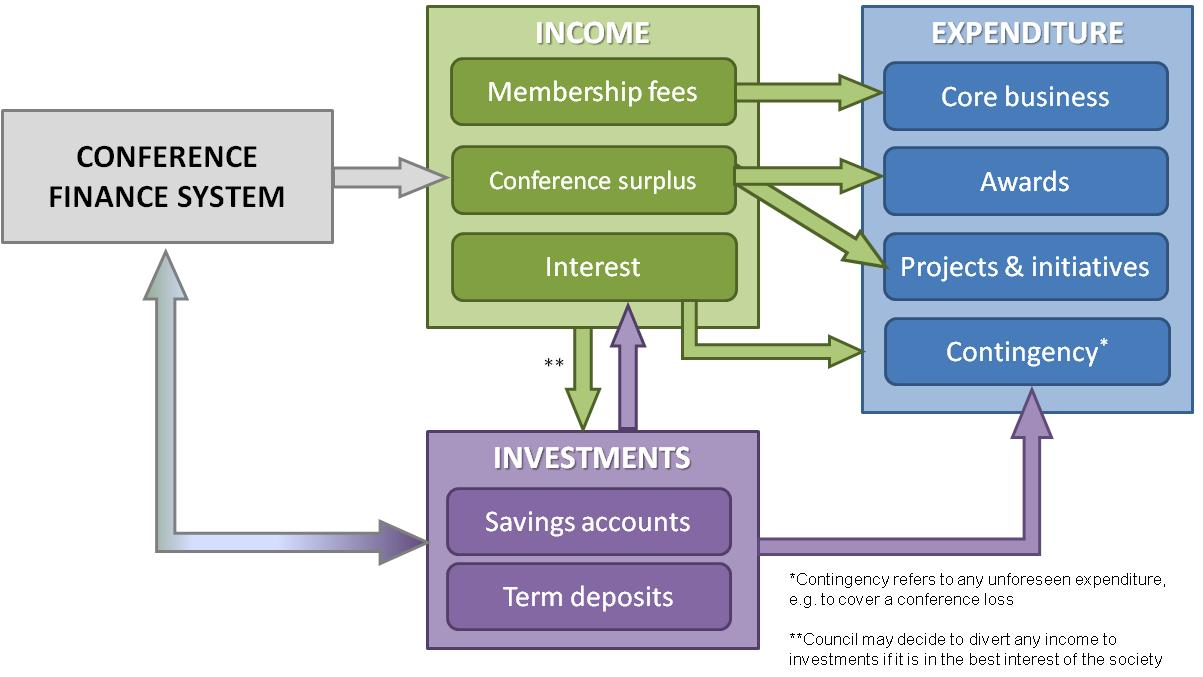 INCOME
Membership fees
Conference surplus
Interest
EXPENDITURE
Core business
Awards
Projects & initiatives
Contingency*
CONFERENCE
FINANCE SYSTEM
**
INVESTMENTS
Savings accounts
Term deposits
*Contingency refers to any unforeseen expenditure,
e.g. to cover a conference loss
**Council may decide to divert any income to
investments if it is in the best interest of the society